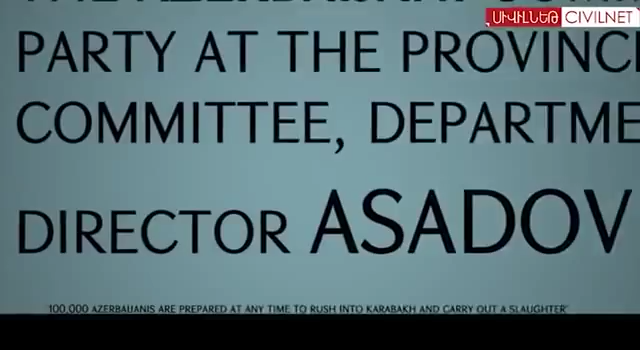 ՍԻՎԻԼՆԵԹ CIVILNET
PARTY AT THE PROVINCI
COMMITTEE, DEPARTME
DIRECTOR ASADOV
'100,000 AZERBAIJANIS ARE PREPARED AT ANY TIME TO RUSH INTO KARABAKH AND CARRY OUT A SLAUGHTER'